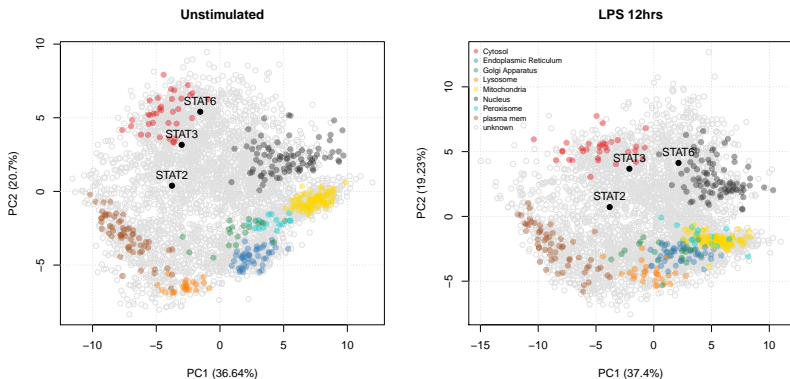 Unstimulated
10
5
0
−5
PC2 (20.7%)
STAT6
STAT3
STAT2
−10
−5
0
5
10
PC1 (36.64%)
LPS 12hrs
Cytosol
Endoplasmic Reticulum
Golgi Apparatus
Lysosome
Mitochondria
Nucleus
Peroxisome
plasma mem
unknown
10
5
0
−5
PC2 (19.23%)
STAT6
STAT3
STAT2
−15
−10
−5
0
5
10
PC1 (37.4%)